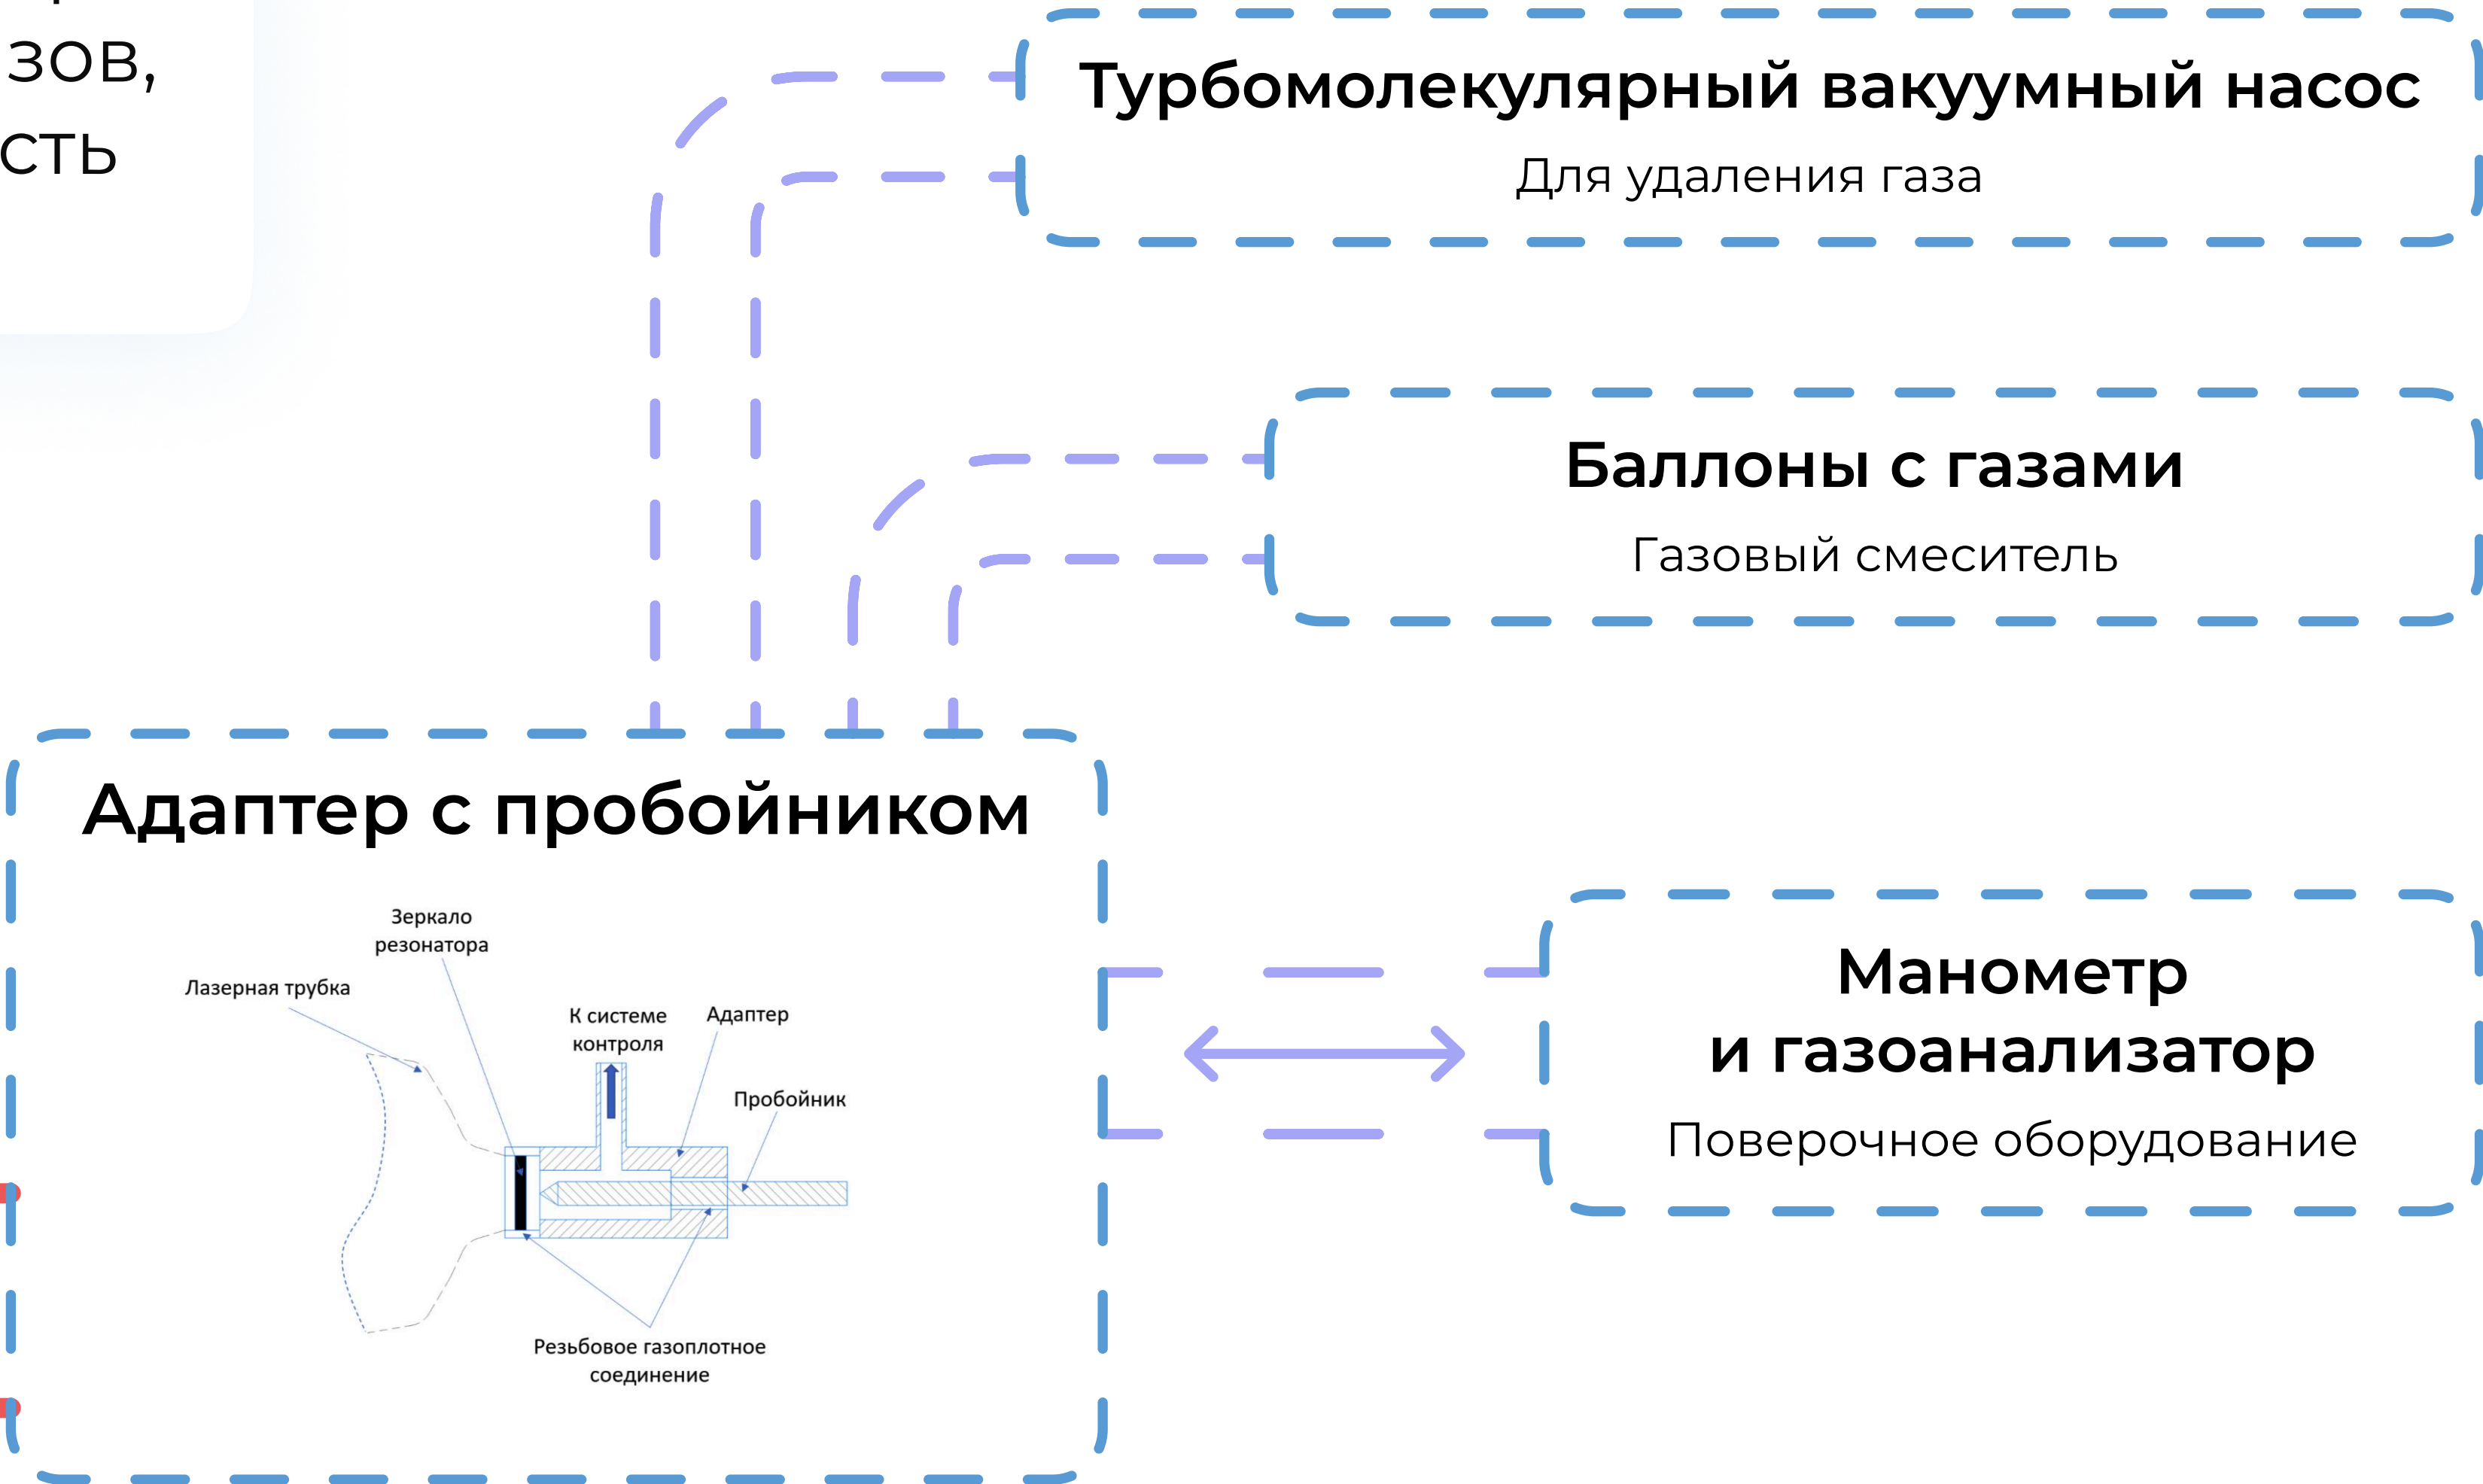 зов,
сть
Турбомолекулярный вакуумный насос
Для удаления газа
Баллоны с газами
Газовый смеситель
Адаптер с пробойником
Зеркало
резонатора
Лазерная трубка
К системе
контроля
Адаптер
Пробойник
Резьбовое газоплотное
соединение
Манометр
и газоанализатор
Поверочное оборудование